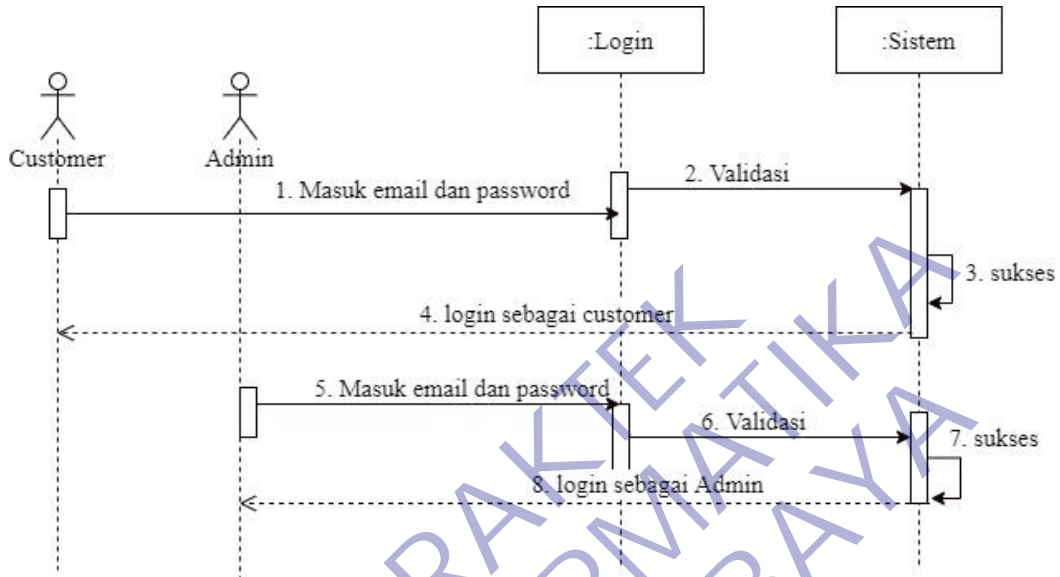 :Login
:Sistem
Customer
Admin
1. Masuk email dan password
2. Validasi
3. sukses
4. login sebagai customer
5. Masuk email dan password
6. Validasi
7. sukses
8. login sebagai Admin